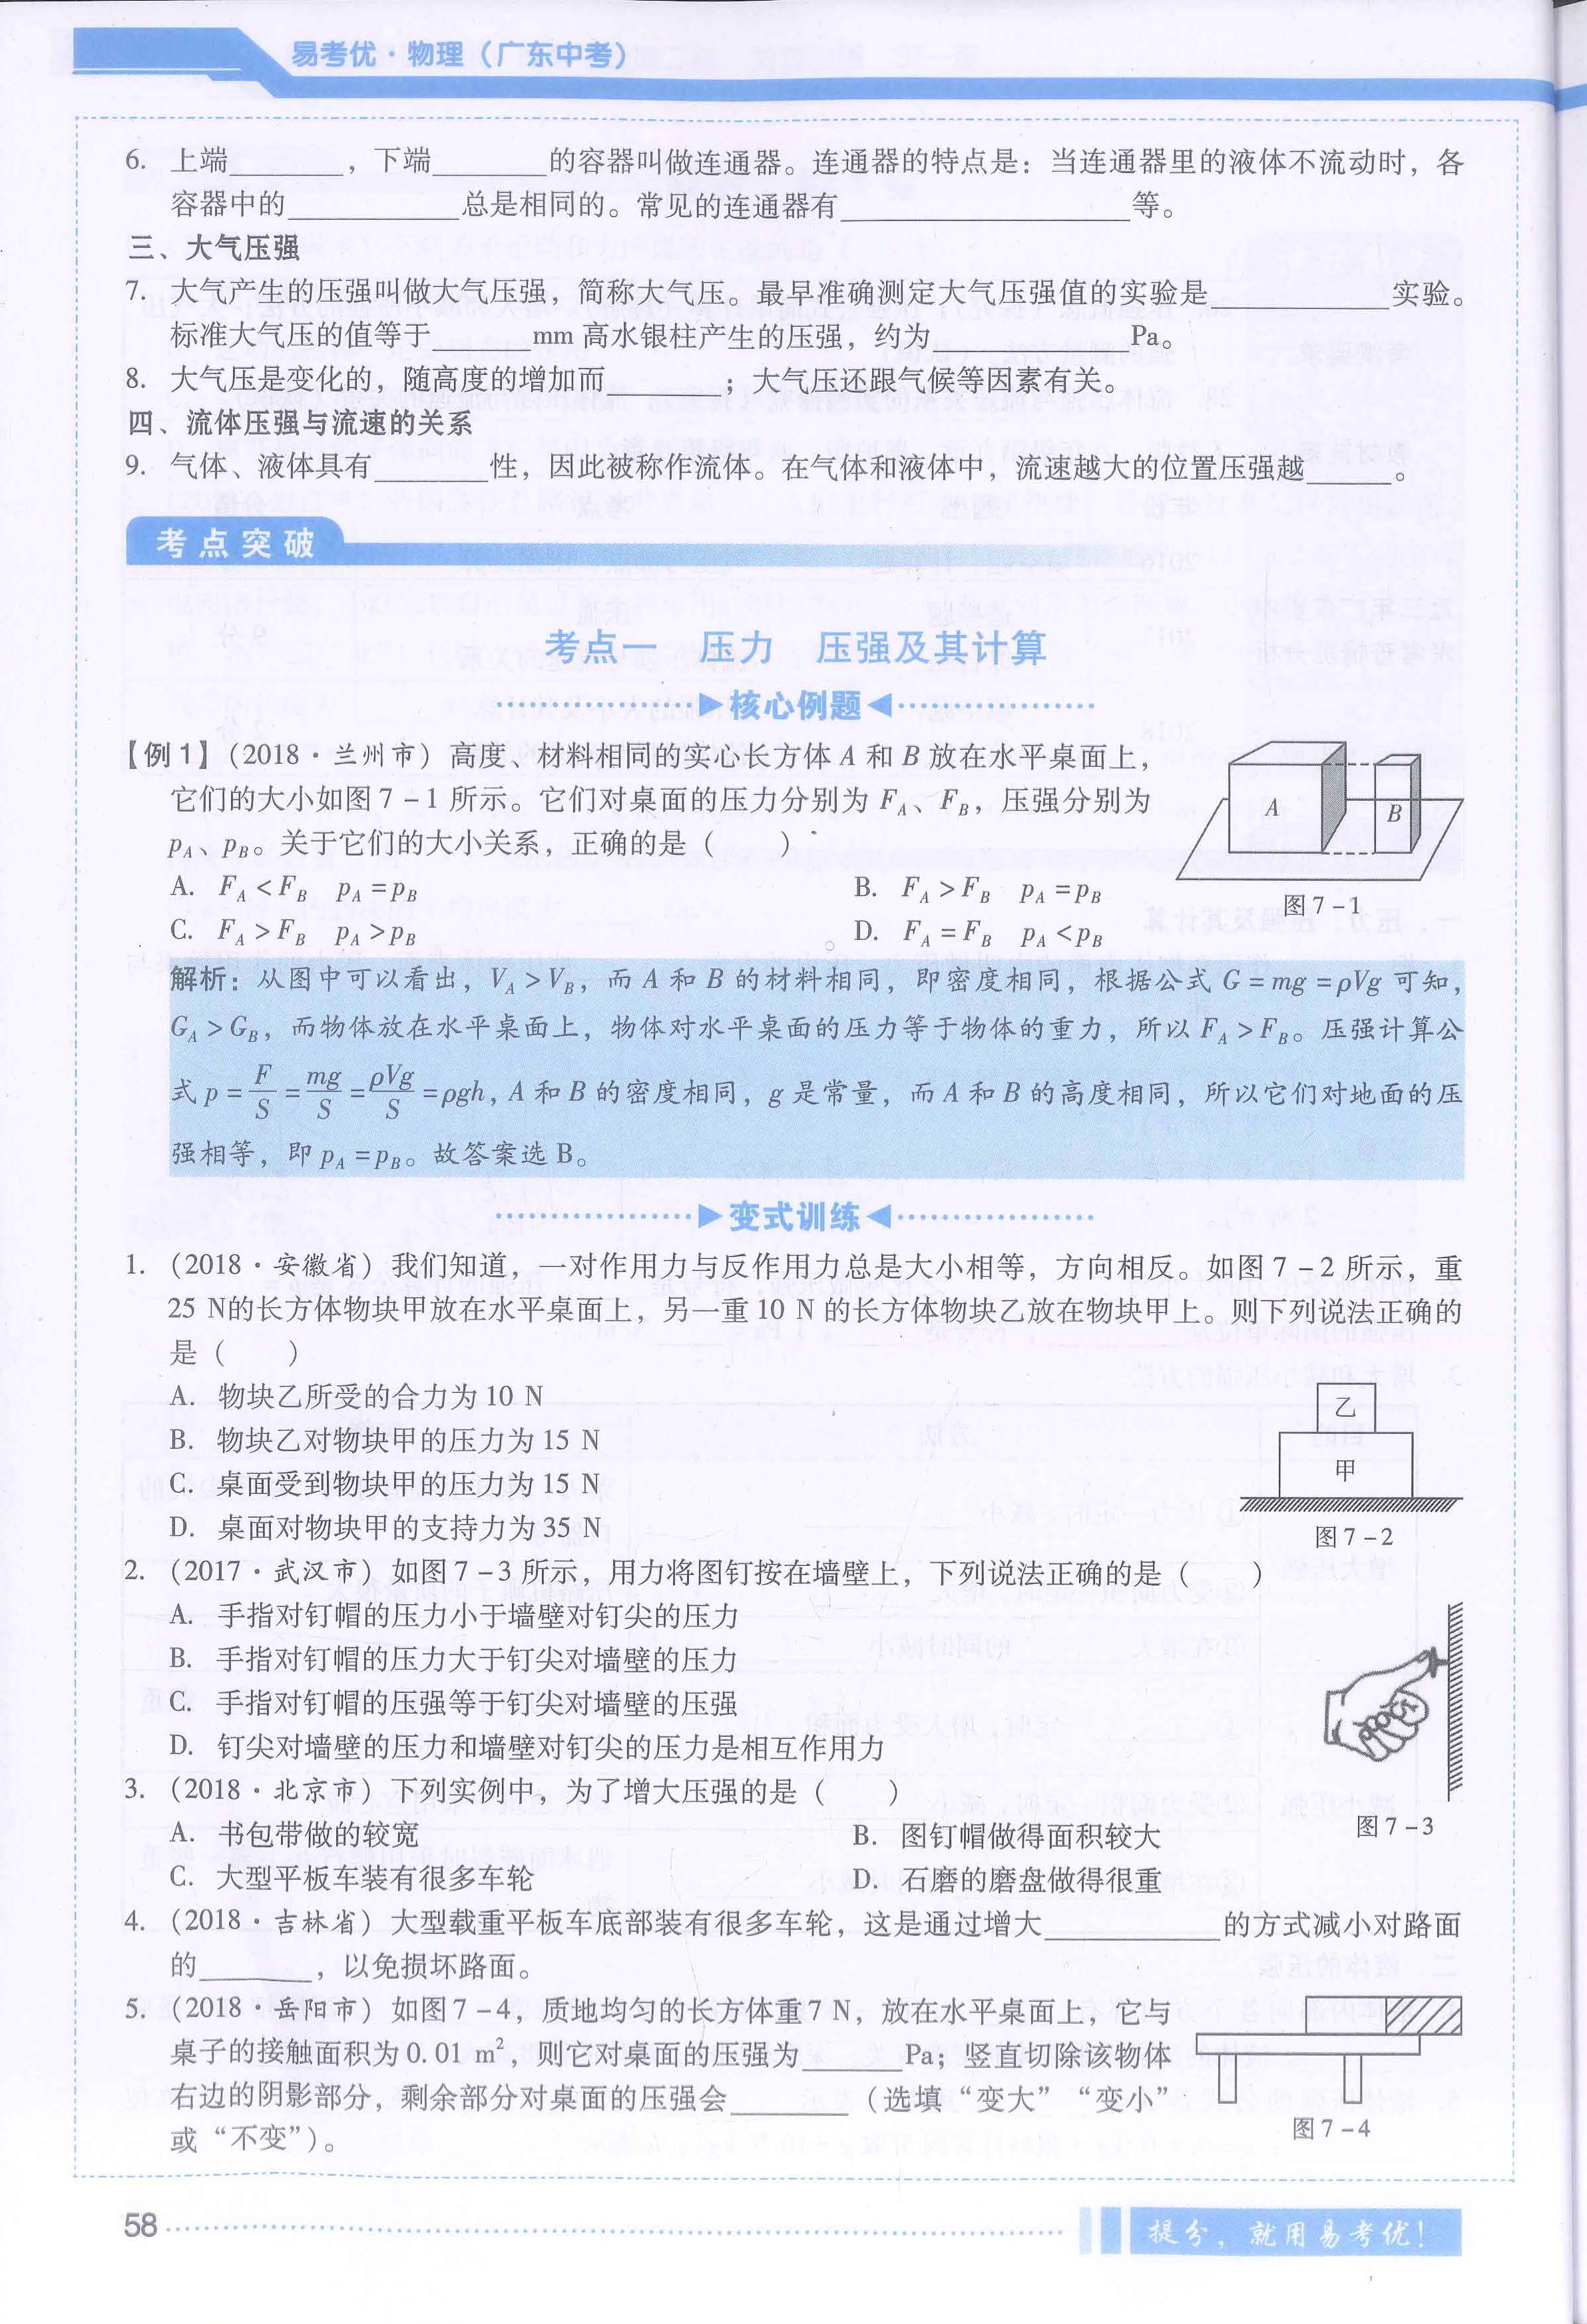 易考优·物理（广东中考）
6. 上端________，下端________的容器叫做连通器。连通器的特点是：当连通器里的液体不流动时，各
容器中的____________总是相同的。常见的连通器有____________________等。
三、大气压强
7. 大气产生的压强叫做大气压强，简称大气压。最早准确测定大气压强值的实验是____________实验。
标准大气压的值等于_______mm 高水银柱产生的压强，约为______________Pa。
8. 大气压是变化的，随高度的增加而________；大气压还跟气候等因素有关。
四、流体压强与流速的关系
9. 气体、液体具有________性，因此被称作流体。在气体和液体中，流速越大的位置压强越______。
考点突破
考点一 压力 压强及其计算
核心例题
【例1】（2018·兰州市）高度、材料相同的实心长方体 A 和 B 放在水平桌面上，
它们的大小如图 7－1 所示。它们对桌面的压力分别为 F_A、F_B，压强分别为
p_A、p_B。关于它们的大小关系，正确的是（　　）
A. F_A＜F_B p_A＝p_B B. F_A＞F_B p_A＝p_B
C. F_A＞F_B p_A＞p_B D. F_A＝F_B p_A＜p_B
A B
图 7－1
解析：从图中可以看出，V_A＞V_B，而 A 和 B 的材料相同，即密度相同，根据公式 G＝mg＝ρVg 可知，
G_A＞G_B，而物体放在水平桌面上，物体对水平桌面的压力等于物体的重力，所以 F_A＞F_B。压强计算公
式 p＝F/S＝mg/S＝ρVg/S＝ρgh，A 和 B 的密度相同，g 是常量，而 A 和 B 的高度相同，所以它们对地面的压
强相等，即 p_A＝p_B。故答案选 B。
变式训练
1. （2018·安徽省）我们知道，一对作用力与反作用力总是大小相等，方向相反。如图 7－2 所示，重
25 N的长方体物块甲放在水平桌面上，另一重 10 N 的长方体物块乙放在物块甲上。则下列说法正确的
是（　　）
A. 物块乙所受的合力为 10 N
B. 物块乙对物块甲的压力为 15 N
C. 桌面受到物块甲的压力为 15 N
D. 桌面对物块甲的支持力为 35 N
乙
甲
图 7－2
2. （2017·武汉市）如图 7－3 所示，用力将图钉按在墙壁上，下列说法正确的是（　　）
A. 手指对钉帽的压力小于墙壁对钉尖的压力
B. 手指对钉帽的压力大于钉尖对墙壁的压力
C. 手指对钉帽的压强等于钉尖对墙壁的压强
D. 钉尖对墙壁的压力和墙壁对钉尖的压力是相互作用力
图 7－3
3. （2018·北京市）下列实例中，为了增大压强的是（　　）
A. 书包带做的较宽 B. 图钉帽做得面积较大
C. 大型平板车装有很多车轮 D. 石磨的磨盘做得很重
4. （2018·吉林省）大型载重平板车底部装有很多车轮，这是通过增大____________的方式减小对路面
的________，以免损坏路面。
5. （2018·岳阳市）如图 7－4，质地均匀的长方体重 7 N，放在水平桌面上，它与
桌子的接触面积为 0.01 m²，则它对桌面的压强为_______Pa；竖直切除该物体
右边的阴影部分，剩余部分对桌面的压强会________（选填“变大”“变小”
或“不变”）。
图 7－4
58
提分，就用易考优！